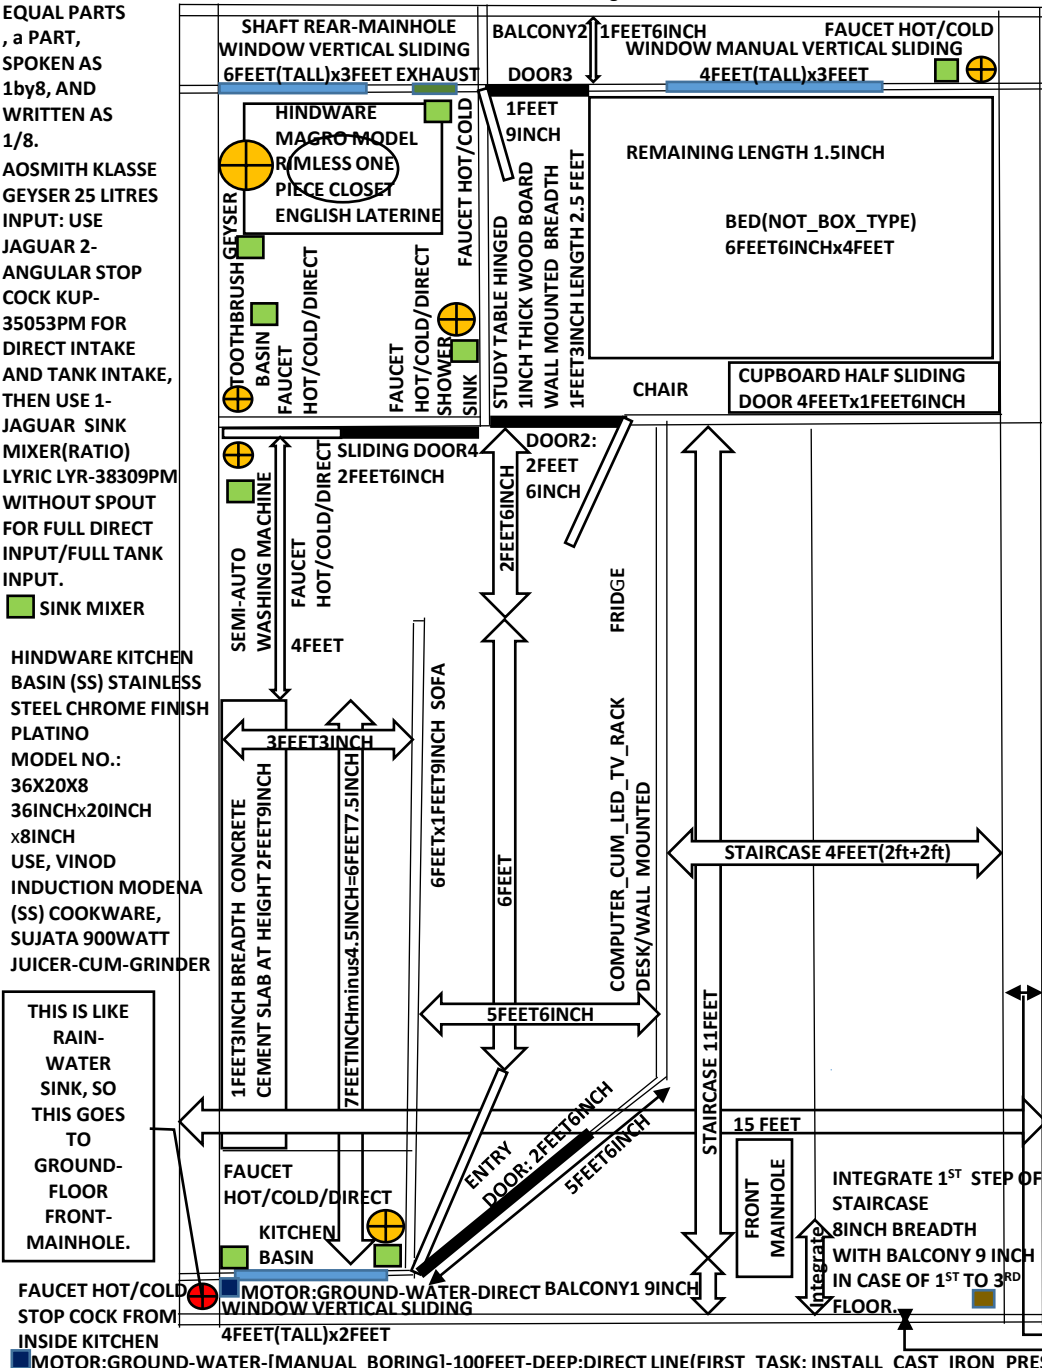 EQUAL PARTS
, a PART,
SPOKEN AS
1by8, AND
WRITTEN AS
1/8.
AOSMITH KLASSE
GEYSER 25 LITRES
INPUT: USE
JAGUAR 2-
ANGULAR STOP
COCK KUP-
35053PM FOR
DIRECT INTAKE
AND TANK INTAKE,
THEN USE 1-
JAGUAR SINK
MIXER(RATIO)
LYRIC LYR-38309PM
WITHOUT SPOUT
FOR FULL DIRECT
INPUT/FULL TANK
INPUT.
SINK MIXER
HINDWARE KITCHEN
BASIN (SS) STAINLESS
STEEL CHROME FINISH
PLATINO
MODEL NO.:
36X20X8
36INCHx20INCH
x8INCH
USE, VINOD
INDUCTION MODENA
(SS) COOKWARE,
SUJATA 900WATT
JUICER-CUM-GRINDER
THIS IS LIKE
RAIN-
WATER
SINK, SO
THIS GOES
TO
GROUND-
FLOOR
FRONT-
MAINHOLE.
FAUCET HOT/COLD
STOP COCK FROM
INSIDE KITCHEN
SHAFT REAR-MAINHOLE
WINDOW VERTICAL SLIDING
6FEET(TALL)x3FEET EXHAUST
BALCONY2 1FEET6INCH
FAUCET HOT/COLD
WINDOW MANUAL VERTICAL SLIDING
4FEET(TALL)x3FEET
DOOR3
1FEET
9INCH
HINDWARE
MAGRO MODEL
RIMLESS ONE
PIECE CLOSET
ENGLISH LATERINE
FAUCET HOT/COLD
GEYSER
TOOTHBRUSH
BASIN
FAUCET
HOT/COLD/DIRECT
FAUCET
HOT/COLD/DIRECT
SHOWER
SINK
STUDY TABLE HINGED
1INCH THICK WOOD BOARD
WALL MOUNTED BREADTH
1FEET3INCH LENGTH 2.5 FEET
REMAINING LENGTH 1.5INCH
BED(NOT_BOX_TYPE)
6FEET6INCHx4FEET
CHAIR
CUPBOARD HALF SLIDING
DOOR 4FEETx1FEET6INCH
SLIDING DOOR4
2FEET6INCH
DOOR2:
2FEET
6INCH
2FEET6INCH
SEMI-AUTO
WASHING MACHINE
FAUCET
HOT/COLD/DIRECT
4FEET
FRIDGE
3FEET3INCH
1FEET3INCH BREADTH CONCRETE
CEMENT SLAB AT HEIGHT 2FEET9INCH
7FEETINCHminus4.5INCH=6FEET7.5INCH
6FEETx1FEET9INCH SOFA
6FEET
COMPUTER_CUM_LED_TV_RACK
DESK/WALL MOUNTED
STAIRCASE 4FEET(2ft+2ft)
5FEET6INCH
STAIRCASE 11FEET
15 FEET
ENTRY
DOOR: 2FEET6INCH
5FEET6INCH
FAUCET
HOT/COLD/DIRECT
KITCHEN
BASIN
FRONT
MAINHOLE
Integrate
INTEGRATE 1ST STEP OF
STAIRCASE
8INCH BREADTH
WITH BALCONY 9 INCH
IN CASE OF 1ST TO 3RD
FLOOR.
MOTOR:GROUND-WATER-DIRECT
BALCONY1 9INCH
WINDOW VERTICAL SLIDING
4FEET(TALL)x2FEET
MOTOR:GROUND-WATER-[MANUAL BORING]-100FEET-DEEP:DIRECT LINE(FIRST TASK: INSTALL CAST IRON PRES